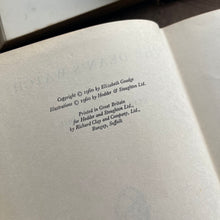 Copyright © 1960 by Elizabeth Goudge
Illustrations © 1960 by Hodder & Stoughton Ltd.
Printed in Great Britain
for Hodder and Stoughton Ltd.,
by Richard Clay and Company, Ltd.,
Bungay, Suffolk